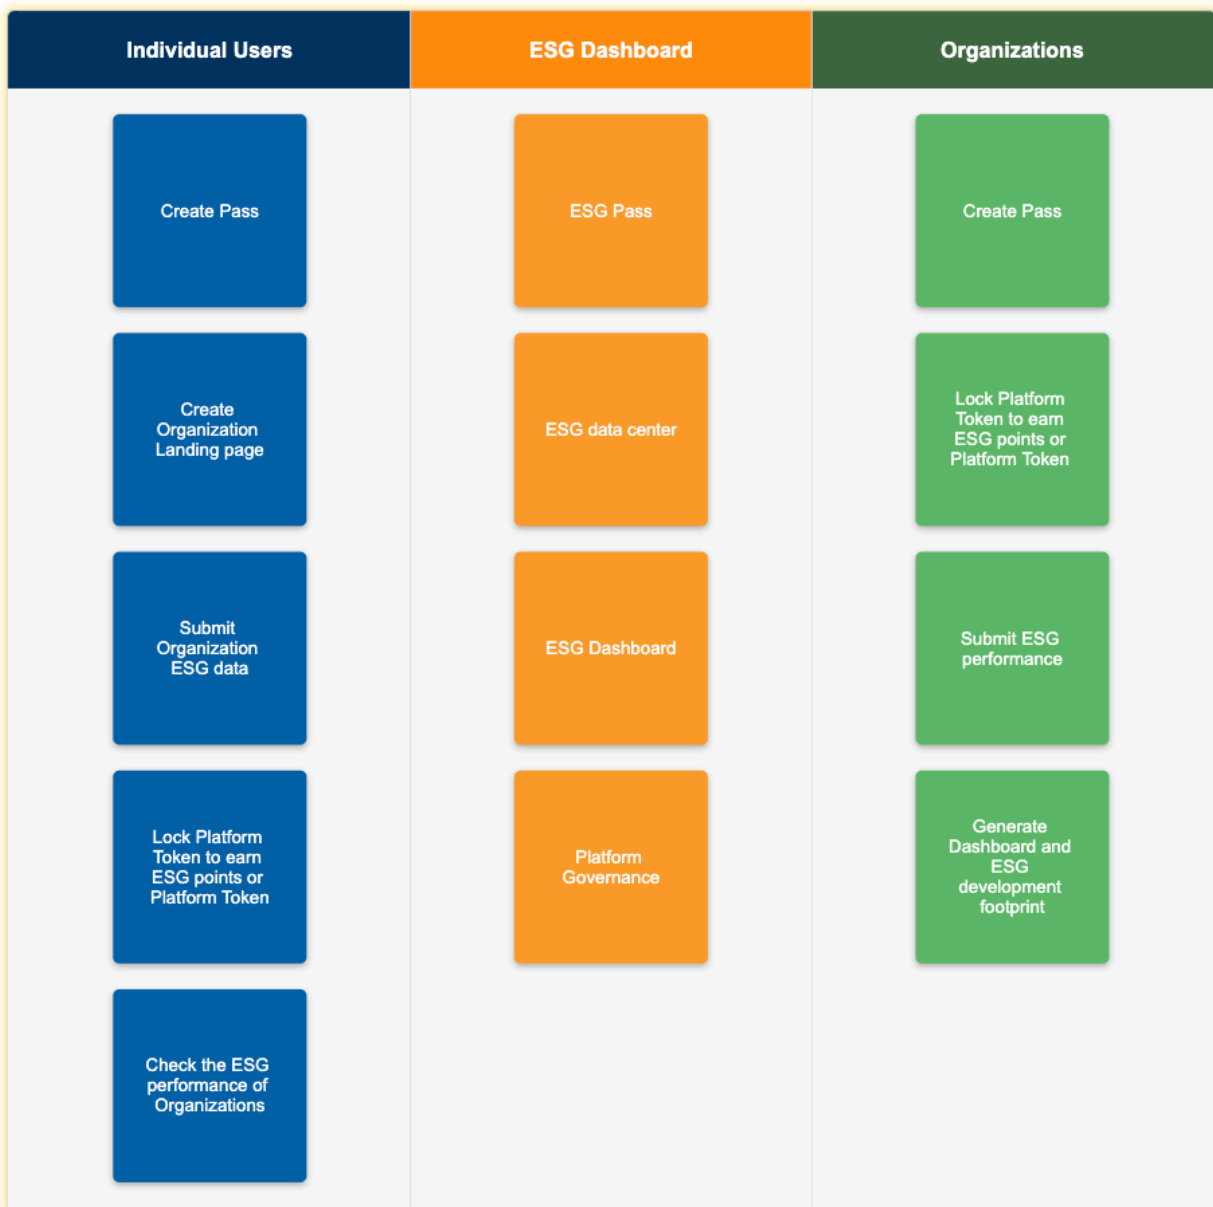 Individual Users
ESG Dashboard
Organizations
Create Pass
Create
Organization
Landing page
Submit
Organization
ESG data
Lock Platform
Token to earn
ESG points or
Platform Token
Check the ESG
performance of
Organizations
ESG Pass
ESG data center
ESG Dashboard
Platform
Governance
Create Pass
Lock Platform
Token to earn
ESG points or
Platform Token
Submit ESG
performance
Generate
Dashboard and
ESG
development
footprint